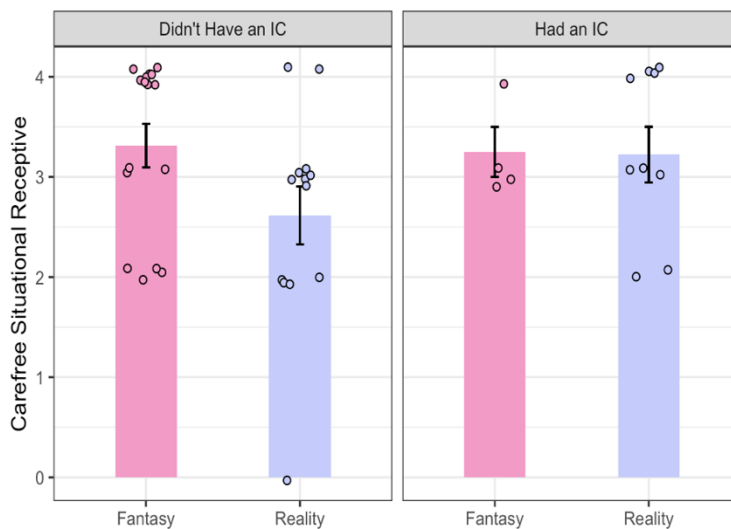 Didn't Have an IC
Had an IC
Carefree Situational Receptive
4
3
2
1
0
Fantasy
Reality
Fantasy
Reality